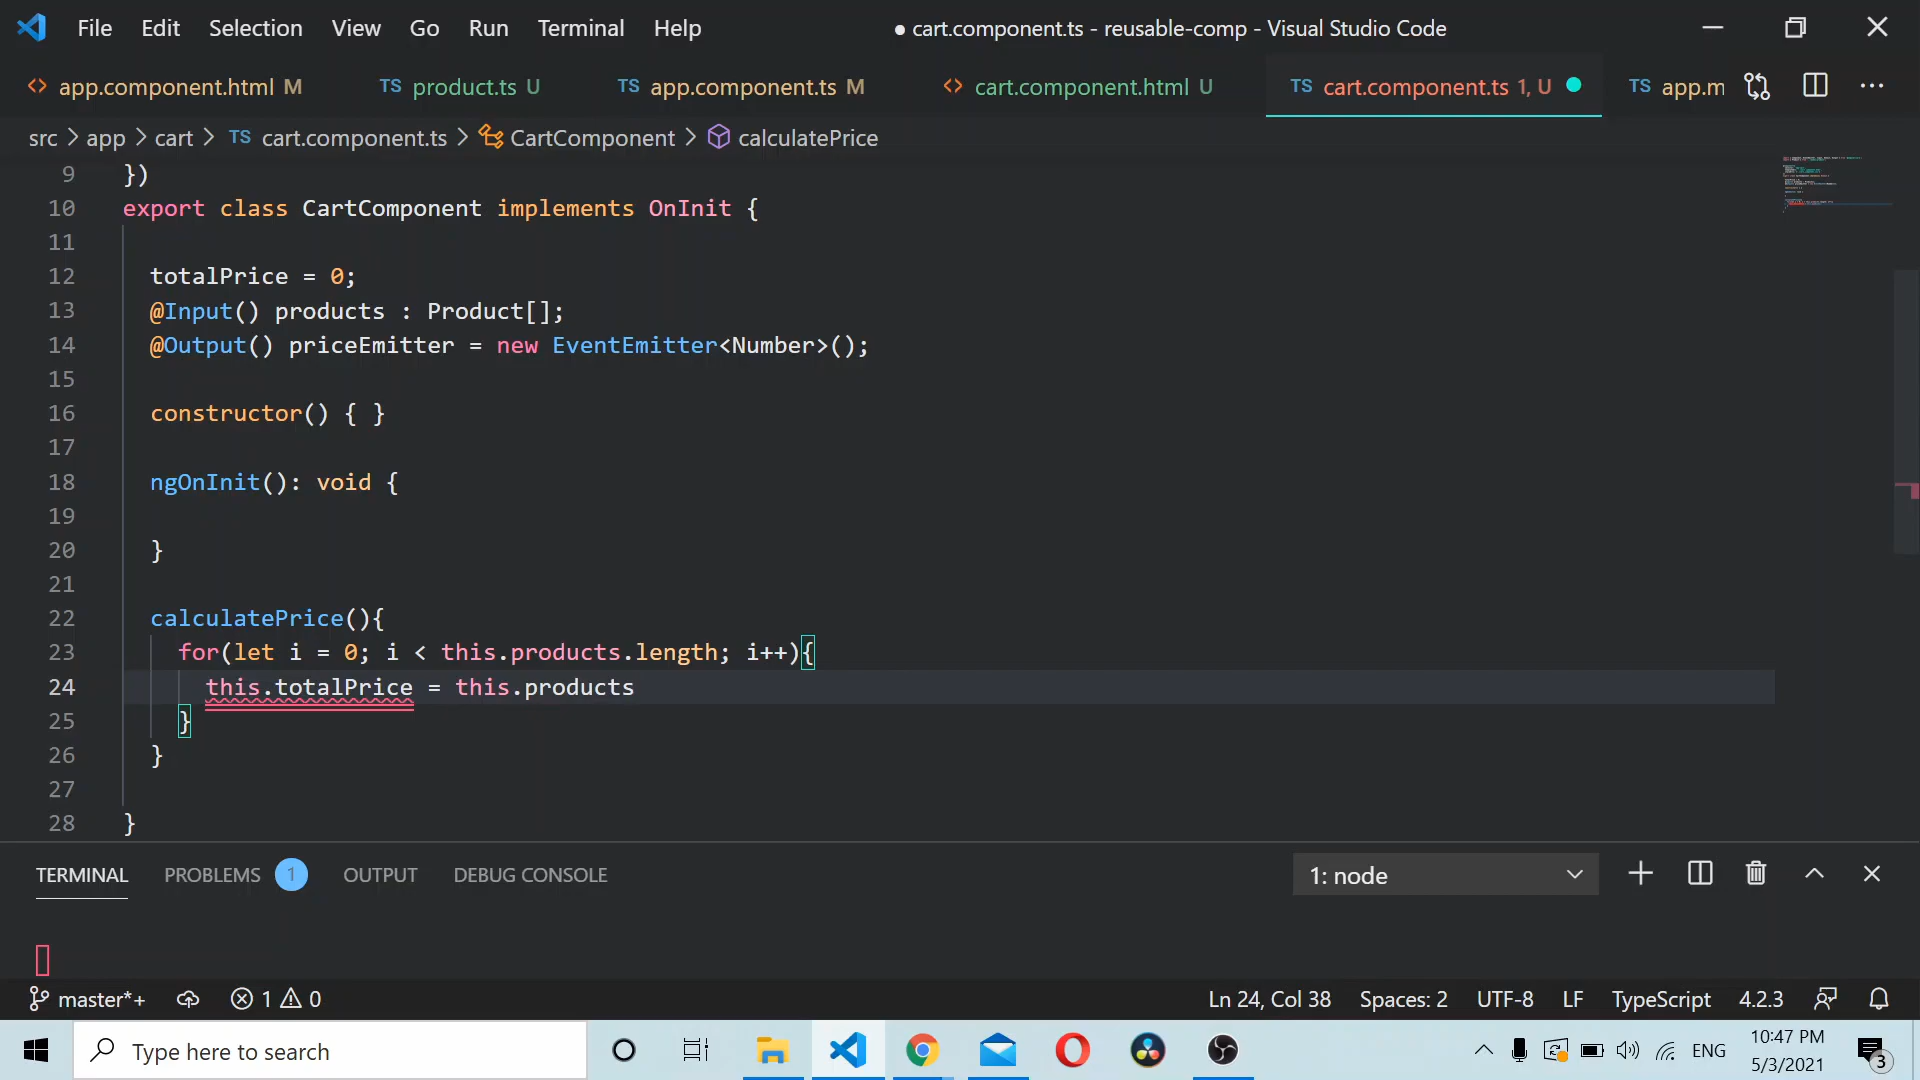 File Edit Selection View Go Run Terminal Help ● cart.component.ts - reusable-comp - Visual Studio Code
<> app.component.html M TS product.ts U TS app.component.ts M <> cart.component.html U TS cart.component.ts 1, U TS app.m
src > app > cart > TS cart.component.ts > CartComponent > calculatePrice
9 })
10 export class CartComponent implements OnInit {
11
12 totalPrice = 0;
13 @Input() products : Product[];
14 @Output() priceEmitter = new EventEmitter<Number>();
15
16 constructor() { }
17
18 ngOnInit(): void {
19
20 }
21
22 calculatePrice(){
23 for(let i = 0; i < this.products.length; i++){
24 this.totalPrice = this.products
25 }
26 }
27
28 }
TERMINAL PROBLEMS 1 OUTPUT DEBUG CONSOLE 1: node
master*+ 1 0 Ln 24, Col 38 Spaces: 2 UTF-8 LF TypeScript 4.2.3
Type here to search ENG 10:47 PM
5/3/2021 3